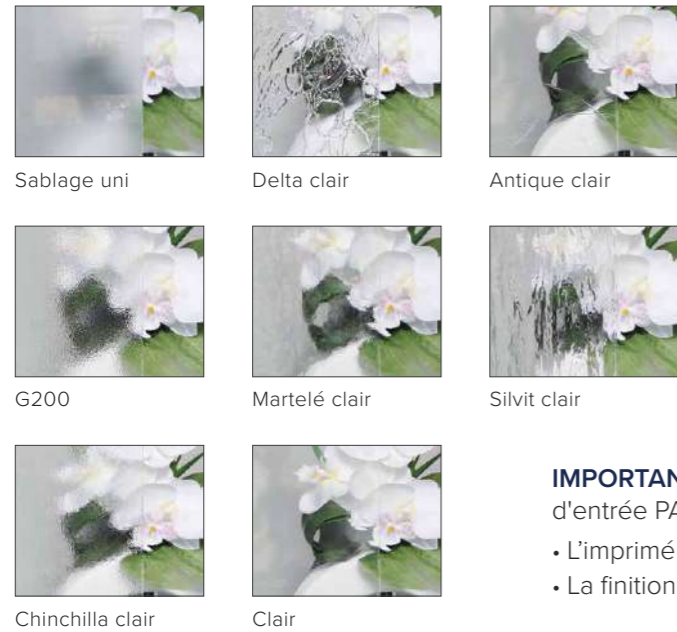 Sablage uni
Delta clair
Antique clair
G200
Martelé clair
Silvit clair
Chinchilla clair
Clair
IMPORTAN
d'entrée PA
• L'imprimé
• La finition